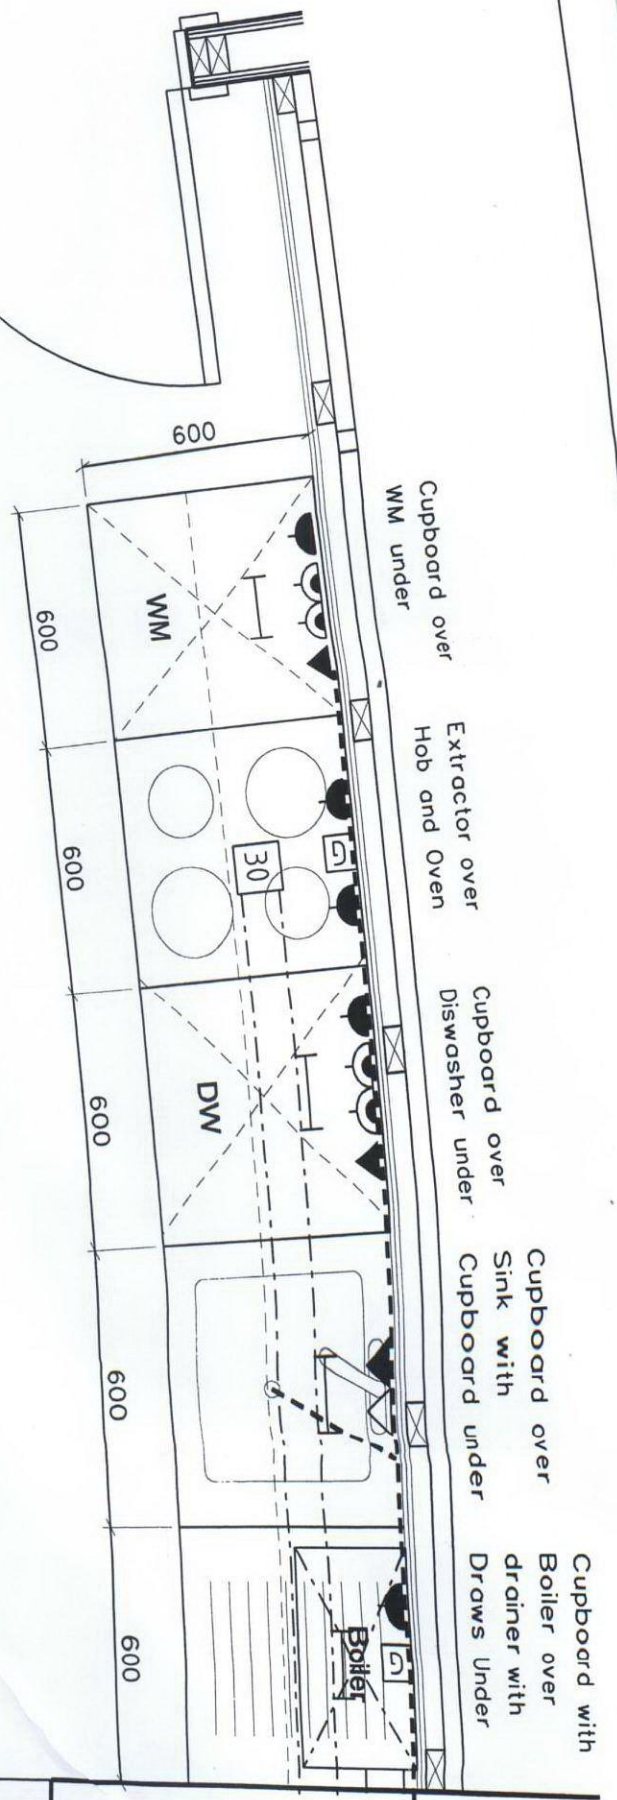 Cupboard over
WM under
Extractor over
Hob and Oven
Cupboard over
Diswasher under
Cupboard over
Sink with
Cupboard under
Cupboard with
Boiler over
drainer with
Draws Under
600
WM
30
G
DW
Boiler
G
600
600
600
600
600